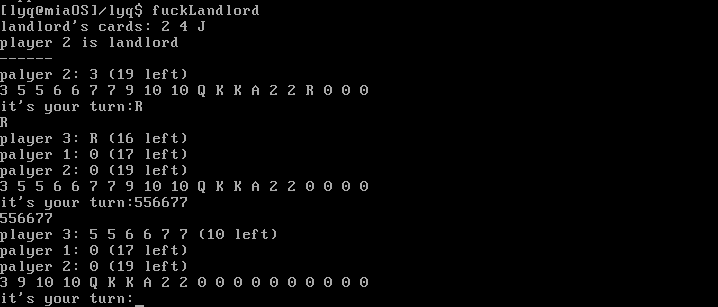 [lyq@miaOS]/lyq$ fuckLandlord
landlord's cards: 2 4 J
player 2 is landlord
------
palyer 2: 3 (19 left)
3 5 5 6 6 7 7 9 10 10 Q K K A 2 2 R 0 0 0
it's your turn:R
R
player 3: R (16 left)
palyer 1: 0 (17 left)
palyer 2: 0 (19 left)
3 5 5 6 6 7 7 9 10 10 Q K K A 2 2 0 0 0 0
it's your turn:556677
556677
player 3: 5 5 6 6 7 7 (10 left)
palyer 1: 0 (17 left)
palyer 2: 0 (19 left)
3 9 10 10 Q K K A 2 2 0 0 0 0 0 0 0 0 0 0
it's your turn:_